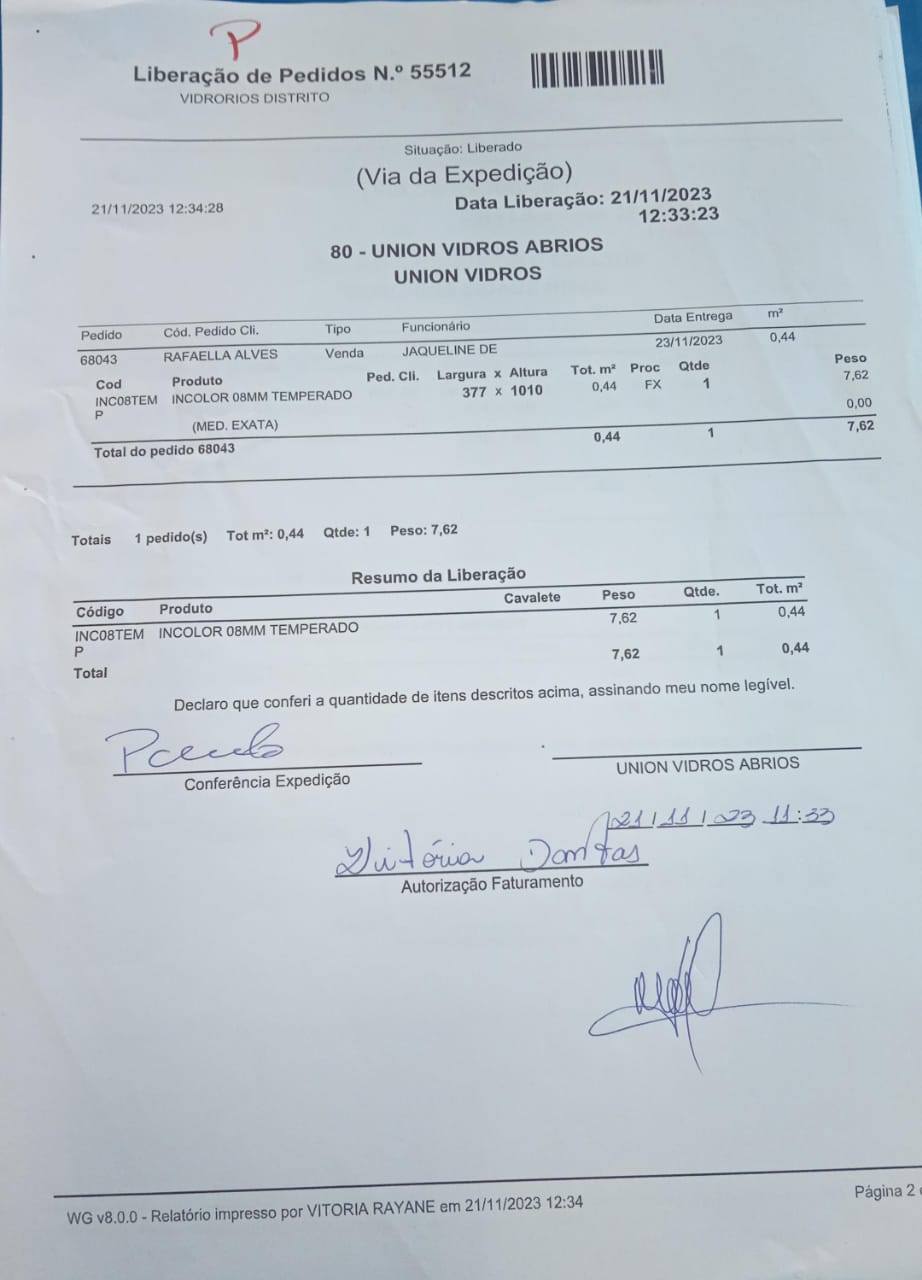 P
Liberação de Pedidos N.º 55512
VIDRORIOS DISTRITO
Situação: Liberado
(Via da Expedição)
21/11/2023 12:34:28
Data Liberação: 21/11/2023
12:33:23
80 - UNION VIDROS ABRIOS
UNION VIDROS
Pedido Cód. Pedido Cli. Tipo Funcionário Data Entrega m²
68043 RAFAELLA ALVES Venda JAQUELINE DE 23/11/2023 0,44
Cod Produto Ped. Cli. Largura x Altura Tot. m² Proc Qtde Peso
INC08TEM INCOLOR 08MM TEMPERADO 377 x 1010 0,44 FX 1 7,62
P
(MED. EXATA) 0,00
Total do pedido 68043 0,44 1 7,62
Totais 1 pedido(s) Tot m²: 0,44 Qtde: 1 Peso: 7,62
Resumo da Liberação
Código Produto Cavalete Peso Qtde. Tot. m²
INC08TEM INCOLOR 08MM TEMPERADO 7,62 1 0,44
P
Total 7,62 1 0,44
Declaro que conferi a quantidade de itens descritos acima, assinando meu nome legível.
Conferência Expedição
UNION VIDROS ABRIOS
21/11/23 11:33
Vitória Dantas
Autorização Faturamento
WG v8.0.0 - Relatório impresso por VITORIA RAYANE em 21/11/2023 12:34
Página 2